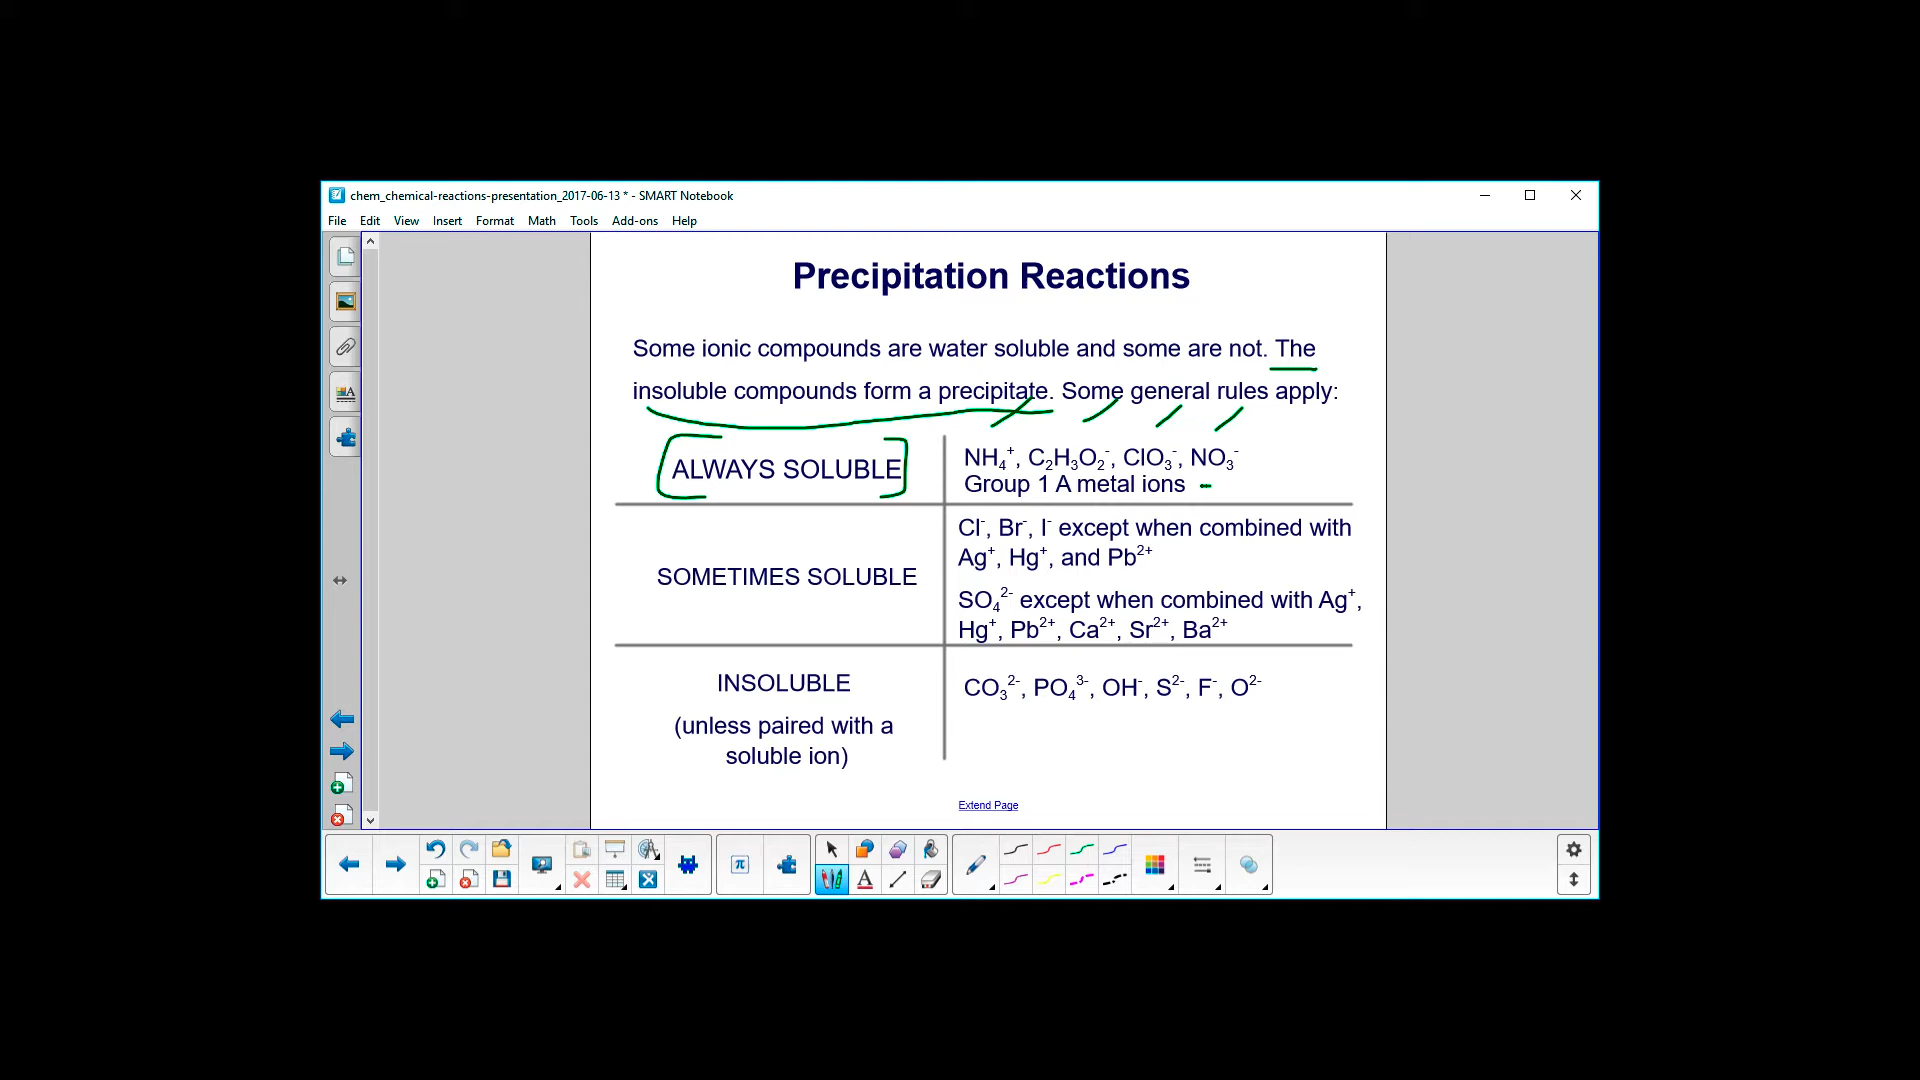 chem_chemical-reactions-presentation_2017-06-13 * - SMART Notebook
File Edit View Insert Format Math Tools Add-ons Help
Precipitation Reactions
Some ionic compounds are water soluble and some are not. The
insoluble compounds form a precipitate. Some general rules apply:
ALWAYS SOLUBLE
NH₄⁺, C₂H₃O₂⁻, ClO₃⁻, NO₃⁻
Group 1 A metal ions
SOMETIMES SOLUBLE
Cl⁻, Br⁻, I⁻ except when combined with
Ag⁺, Hg⁺, and Pb²⁺
SO₄²⁻ except when combined with Ag⁺,
Hg⁺, Pb²⁺, Ca²⁺, Sr²⁺, Ba²⁺
INSOLUBLE
(unless paired with a
soluble ion)
CO₃²⁻, PO₄³⁻, OH⁻, S²⁻, F⁻, O²⁻
Extend Page